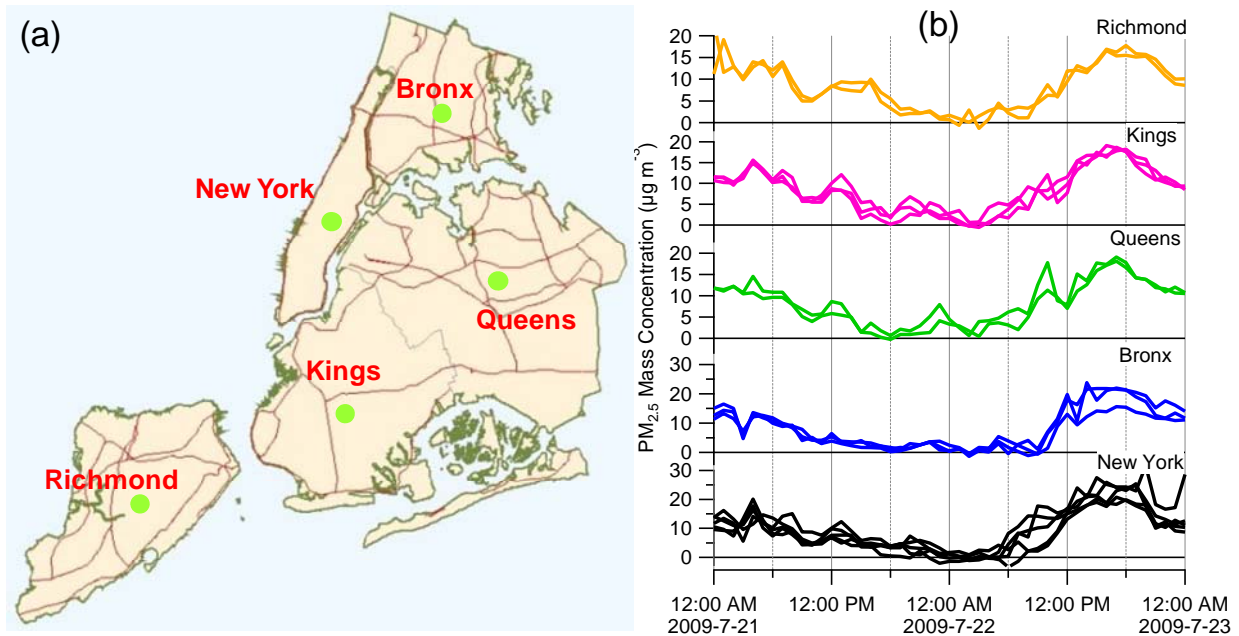 (a)
Bronx
New York
Queens
Kings
Richmond
(b)
PM2.5 Mass Concentration (µg m-3)
Richmond
20
15
10
5
0
Kings
20
15
10
5
0
Queens
20
15
10
5
0
Bronx
30
20
10
0
New York
30
20
10
0
12:00 AM 12:00 PM 12:00 AM 12:00 PM 12:00 AM
2009-7-21 2009-7-22 2009-7-23